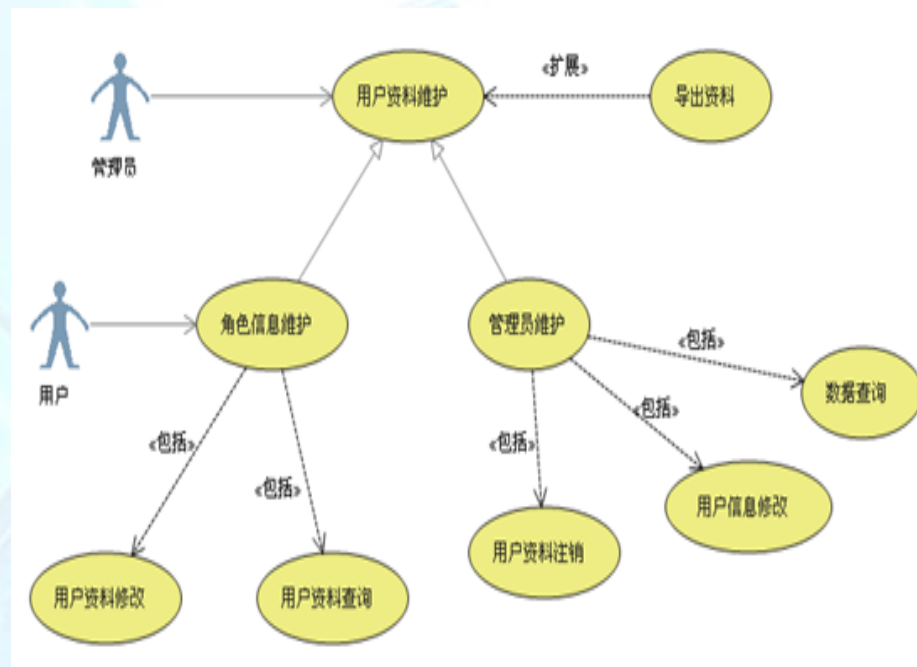 «扩展»
用户资料维护
导出资料
管理员
角色信息维护
管理员维护
«包括»
数据查询
用户
«包括»
«包括»
«包括»
«包括»
用户信息修改
用户资料注销
用户资料修改
用户资料查询